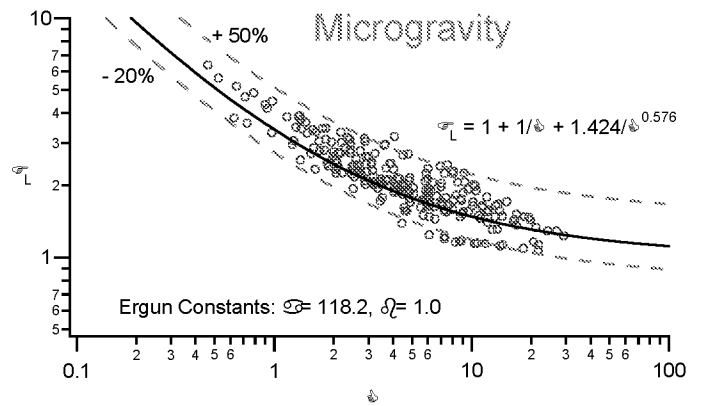 Microgravity
10
+ 50%
7
- 20%
6
5
4
☞L = 1 + 1/👌 + 1.424/👌^0.576
3
☞L
2
1
Ergun Constants: ♋= 118.2, ♌= 1.0
7
6
5
2 3 4 5 6 2 3 4 5 6 2 3 4 5 6
0.1 1 10 100
👌